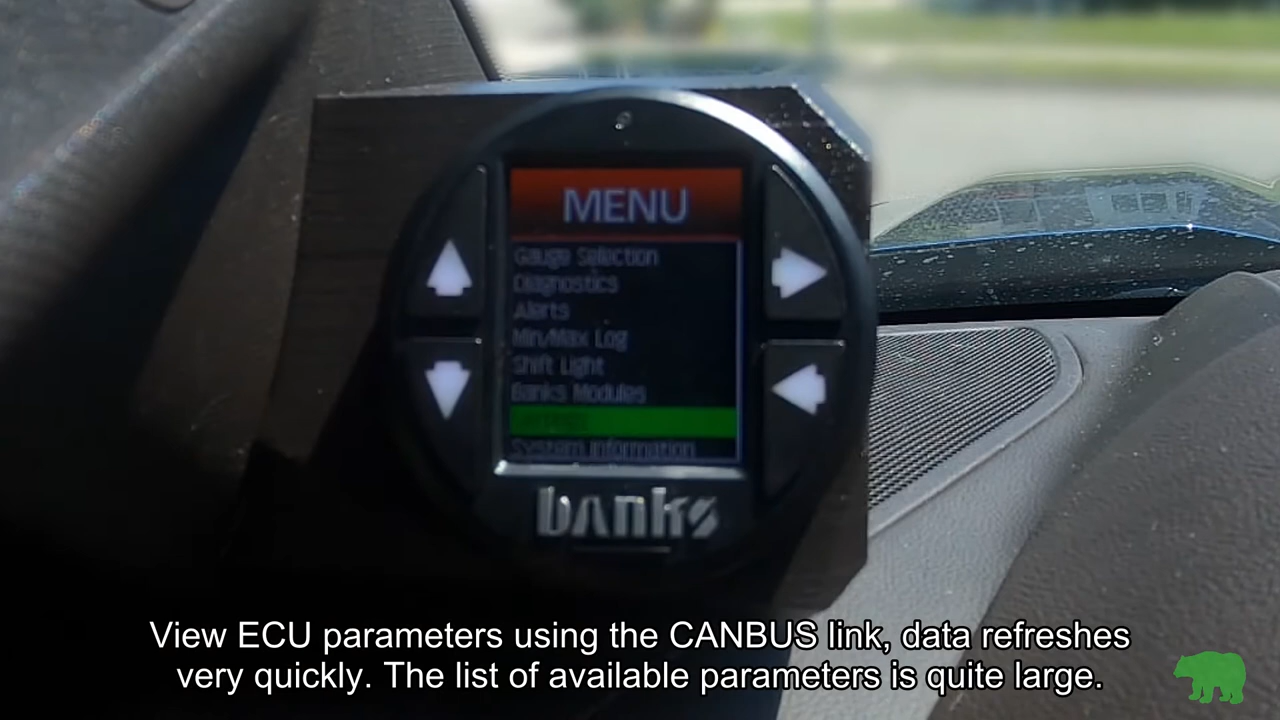 MENU
Gauge Selection
Diagnostics
Alerts
Min/Max Log
Shift Light
Banks Modules
System Information
banks
View ECU parameters using the CANBUS link, data refreshes
very quickly. The list of available parameters is quite large.